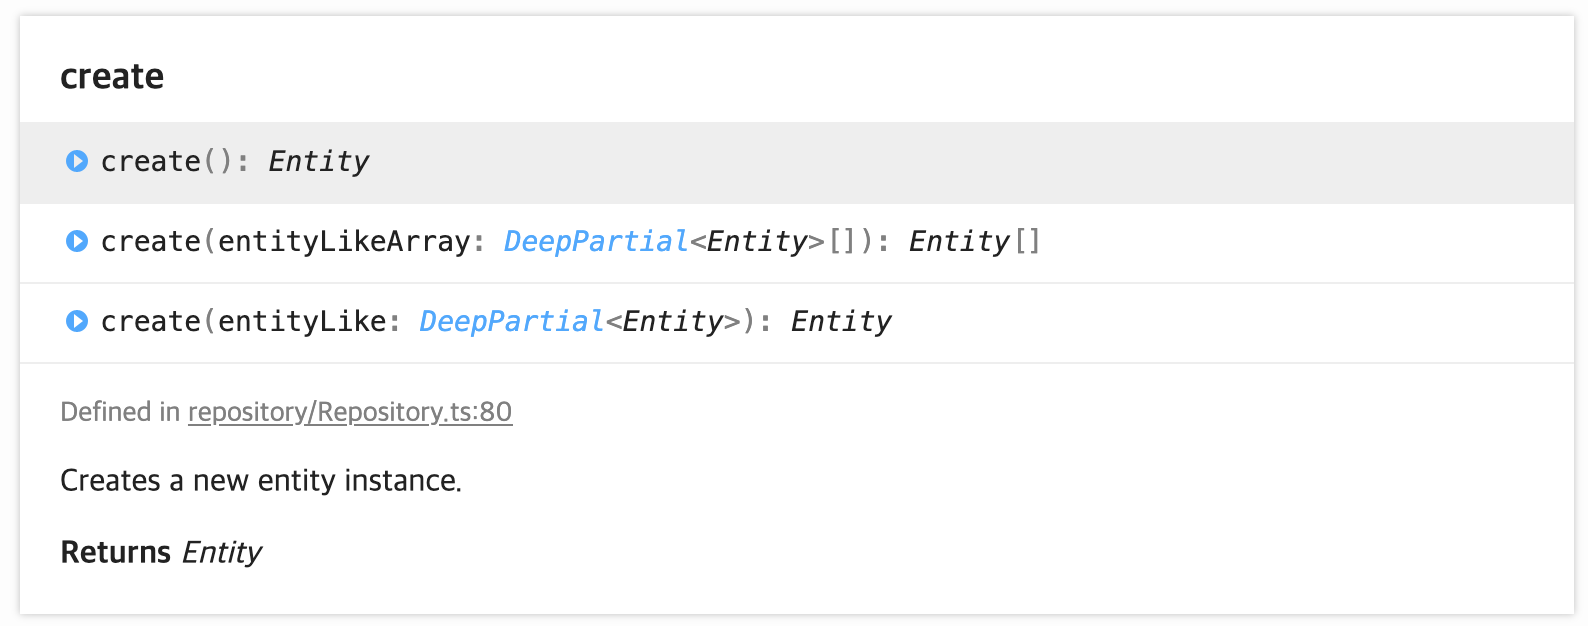 create
create(): Entity
create(entityLikeArray: DeepPartial<Entity>[]): Entity[]
create(entityLike: DeepPartial<Entity>): Entity
Defined in repository/Repository.ts:80
Creates a new entity instance.
Returns Entity